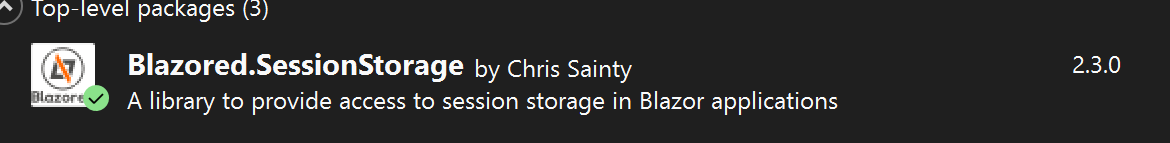 Top-level packages (3)
Blazored.SessionStorage by Chris Sainty 2.3.0
A library to provide access to session storage in Blazor applications
Blazore